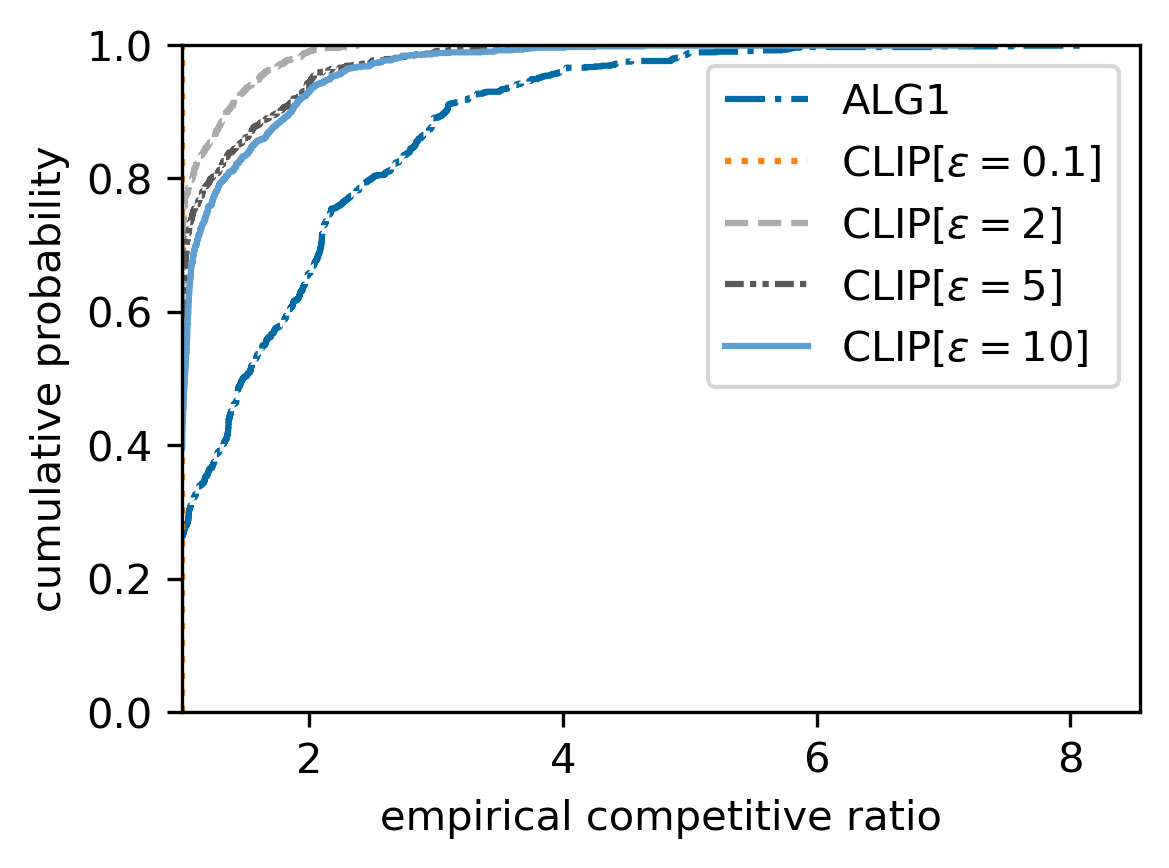 1.0
0.8
0.6
0.4
0.2
0.0
cumulative probability
2 4 6 8
empirical competitive ratio
ALG1
CLIP[ε = 0.1]
CLIP[ε = 2]
CLIP[ε = 5]
CLIP[ε = 10]